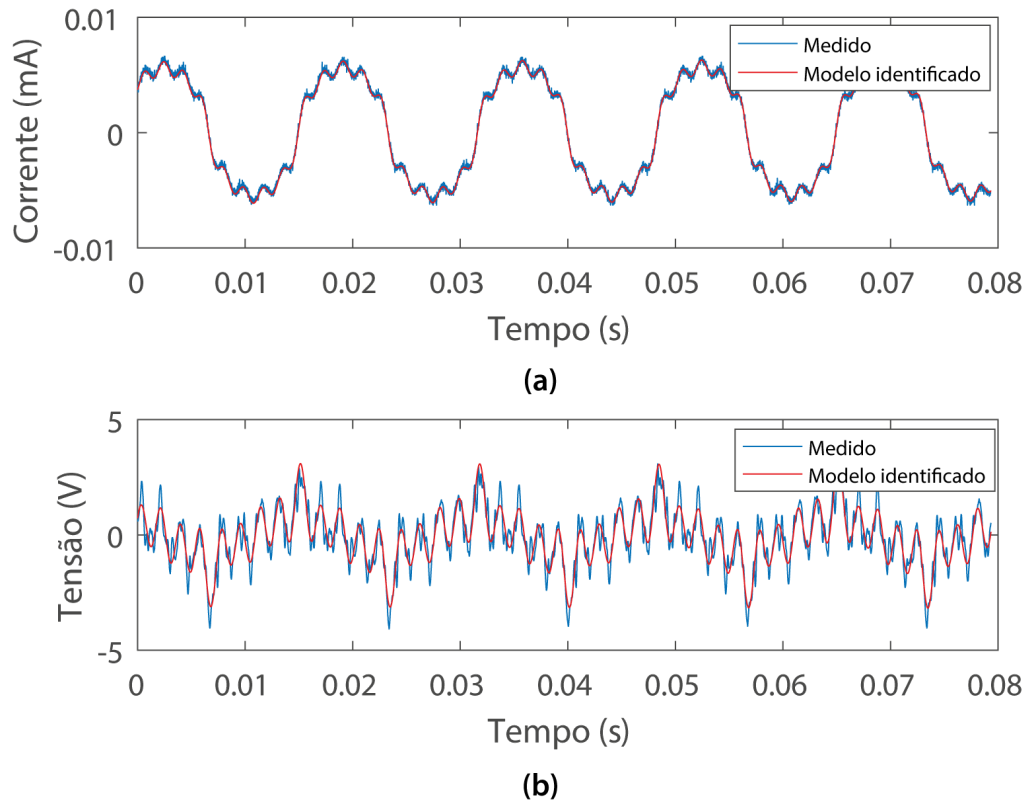 0.01
Corrente (mA)
0
-0.01
Medido
Modelo identificado
0 0.01 0.02 0.03 0.04 0.05 0.06 0.07 0.08
Tempo (s)
(a)
5
Tensão (V)
0
-5
Medido
Modelo identificado
0 0.01 0.02 0.03 0.04 0.05 0.06 0.07 0.08
Tempo (s)
(b)